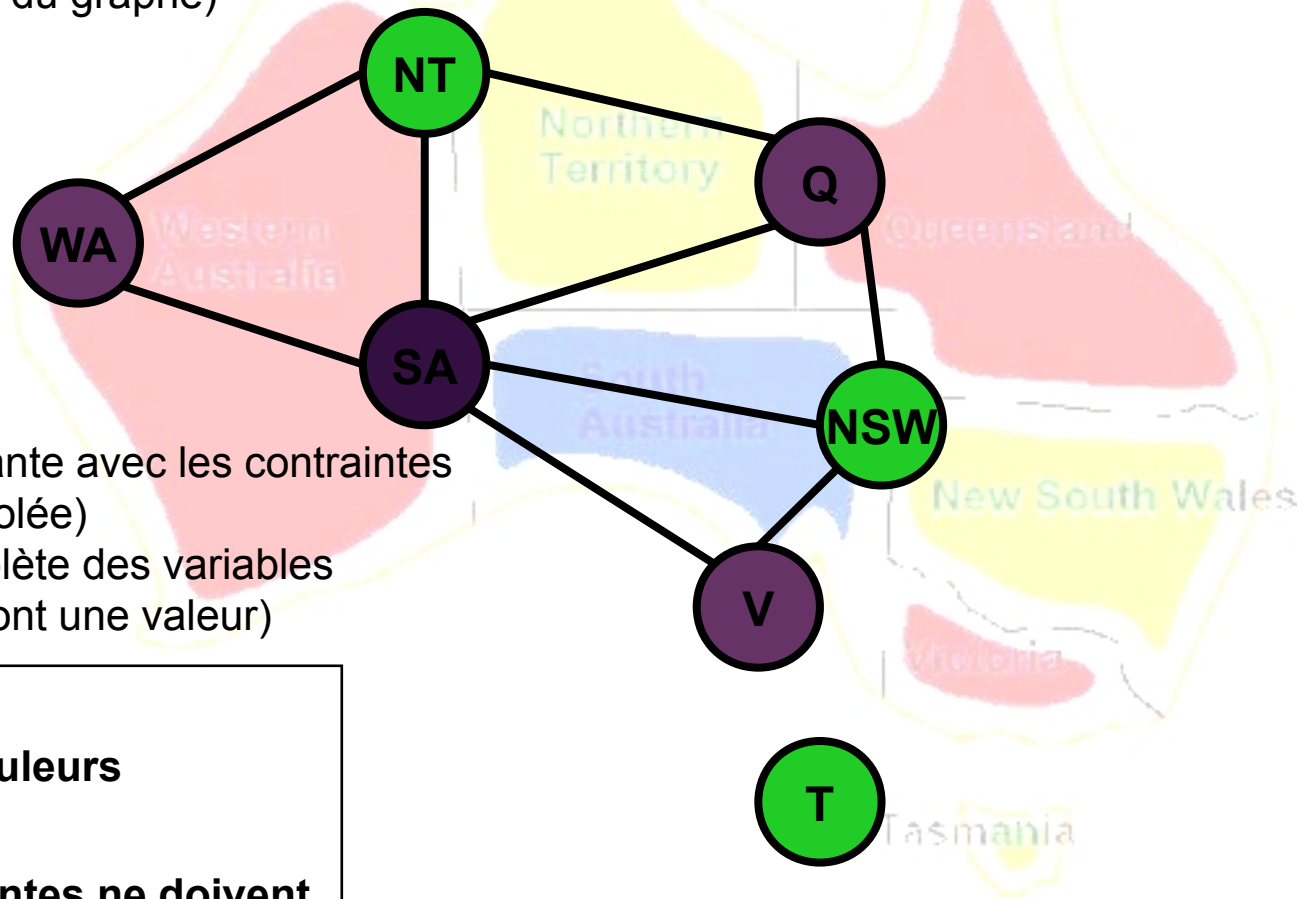 du graphe)
NT
Northern
Territory
Q
WA
Western
Australia
Queensland
SA
South
Australia
NSW
ante avec les contraintes
olée)
New South Wales
lète des variables
ont une valeur)
V
Victoria
uleurs
T
Tasmania
ntes ne doivent